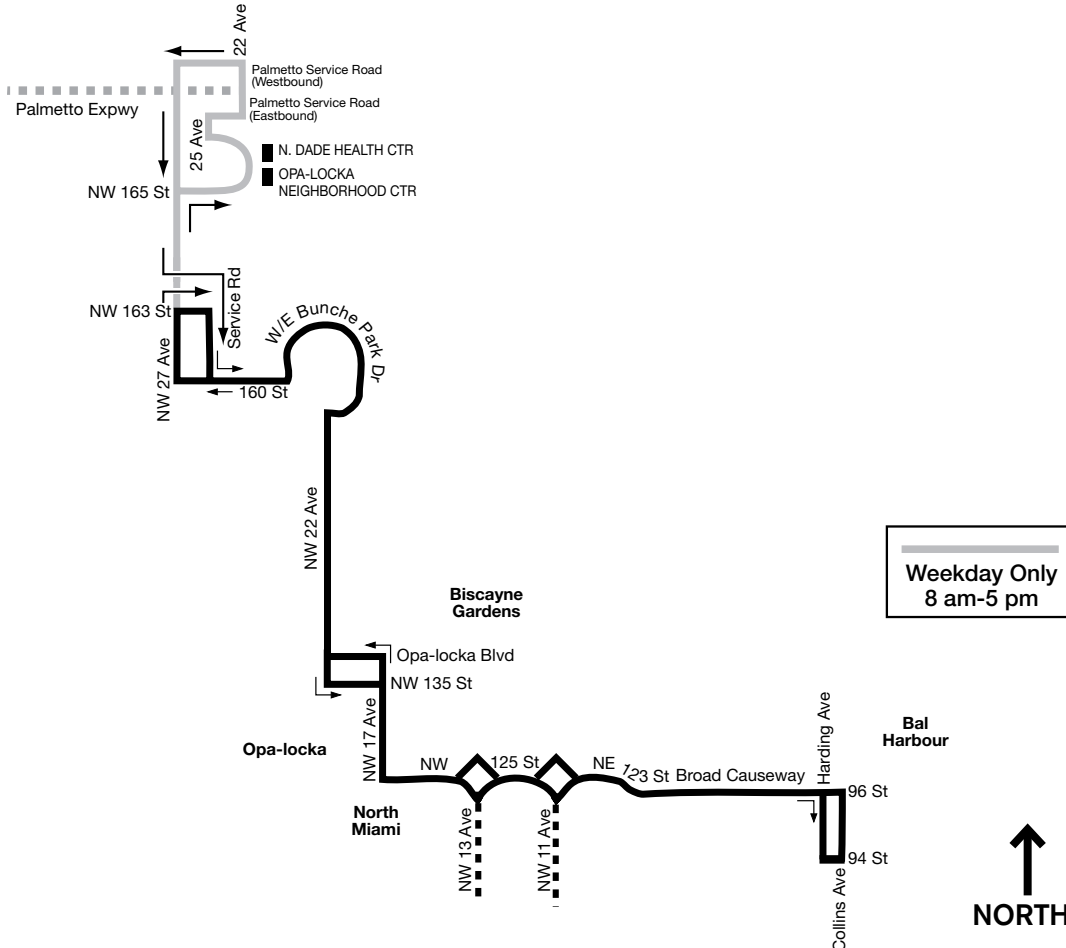 22 Ave
Palmetto Service Road
(Westbound)
Palmetto Expwy
Palmetto Service Road
(Eastbound)
25 Ave
N. DADE HEALTH CTR
OPA-LOCKA
NEIGHBORHOOD CTR
NW 165 St
Service Rd
NW 163 St
W/E Bunche Park Dr
NW 27 Ave
160 St
NW 22 Ave
Weekday Only
8 am-5 pm
Biscayne
Gardens
Opa-locka Blvd
NW 135 St
NW 17 Ave
Opa-locka
Harding Ave
Bal
Harbour
NW
125 St
NE
123 St
Broad Causeway
96 St
North
Miami
NW 13 Ave
NW 11 Ave
94 St
Collins Ave
NORTH